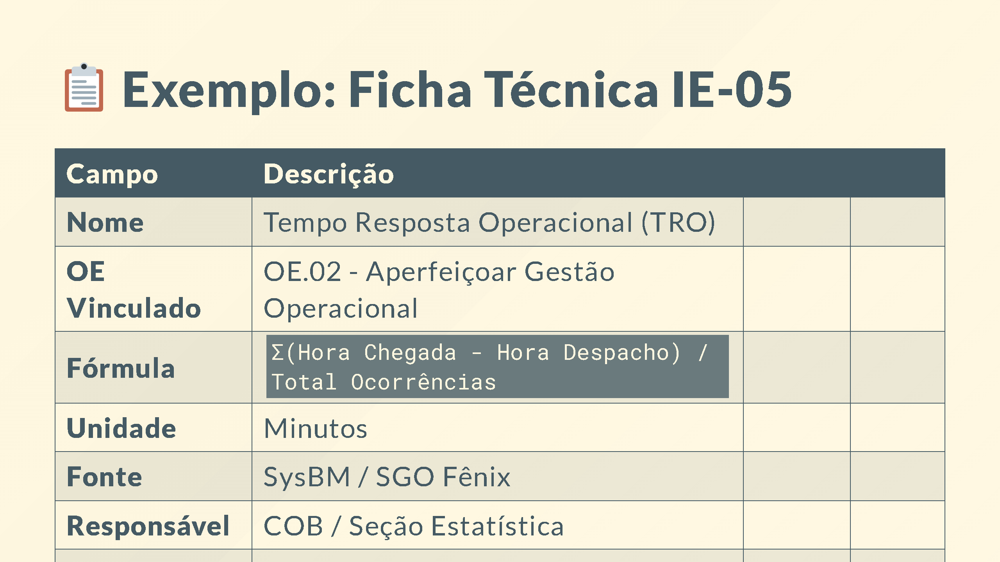 Exemplo: Ficha Técnica IE-05
Campo Descrição
Nome Tempo Resposta Operacional (TRO)
OE
Vinculado
OE.02 - Aperfeiçoar Gestão
Operacional
Fórmula
Σ(Hora Chegada - Hora Despacho) /
Total Ocorrências
Unidade Minutos
Fonte SysBM / SGO Fênix
Responsável COB / Seção Estatística